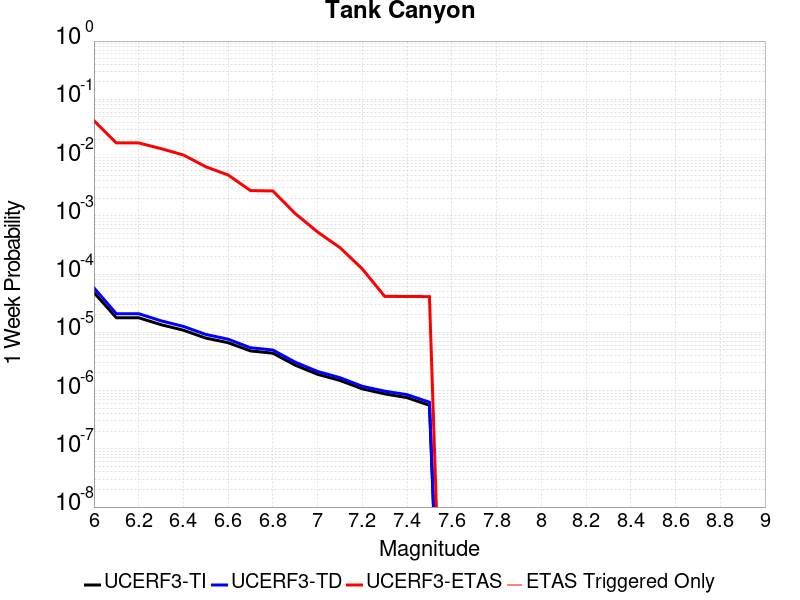 Tank Canyon
10^0
10^-1
10^-2
10^-3
10^-4
10^-5
10^-6
10^-7
10^-8
1 Week Probability
6 6.2 6.4 6.6 6.8 7 7.2 7.4 7.6 7.8 8 8.2 8.4 8.6 8.8 9
Magnitude
UCERF3-TI UCERF3-TD UCERF3-ETAS ETAS Triggered Only